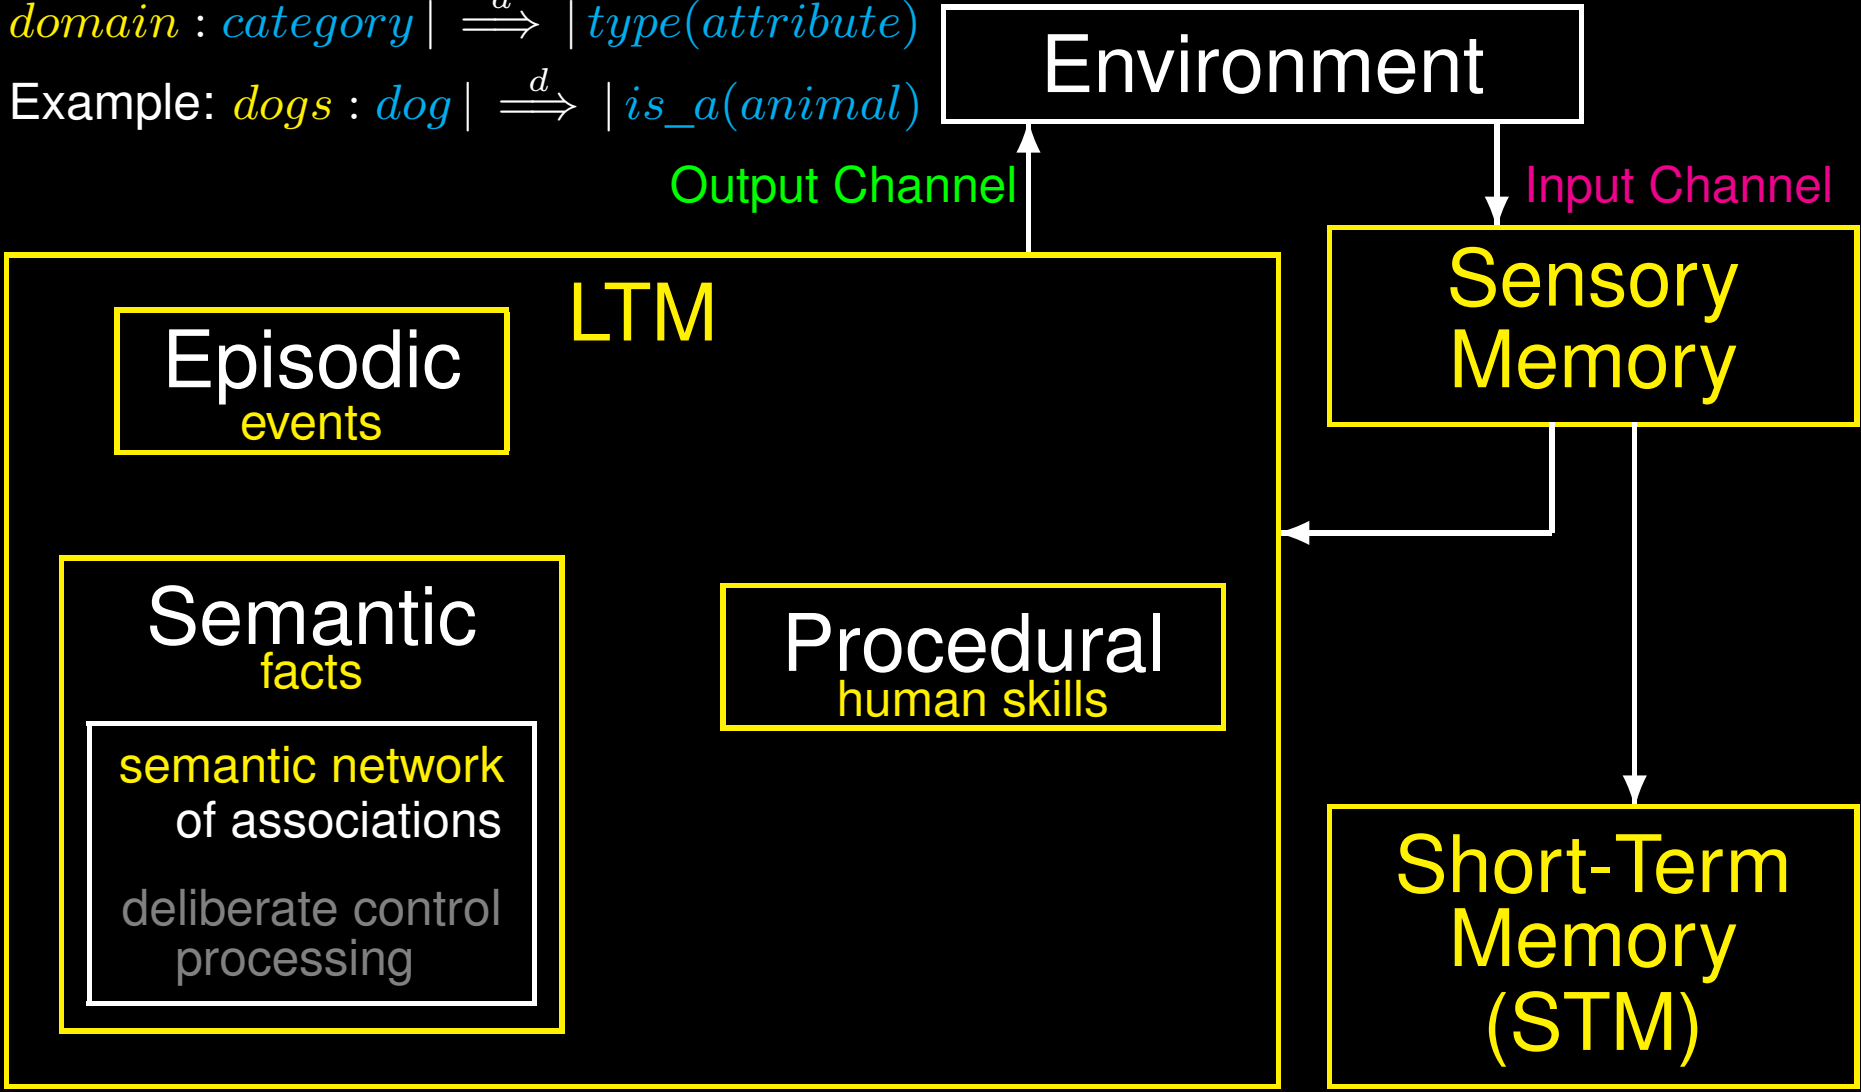 domain : category | d⟹ | type(attribute)
Example: dogs : dog | d⟹ | is_a(animal)
Environment
Output Channel
Input Channel
Sensory
Memory
LTM
Episodic
events
Semantic
facts
semantic network
of associations
deliberate control
processing
Procedural
human skills
Short-Term
Memory
(STM)